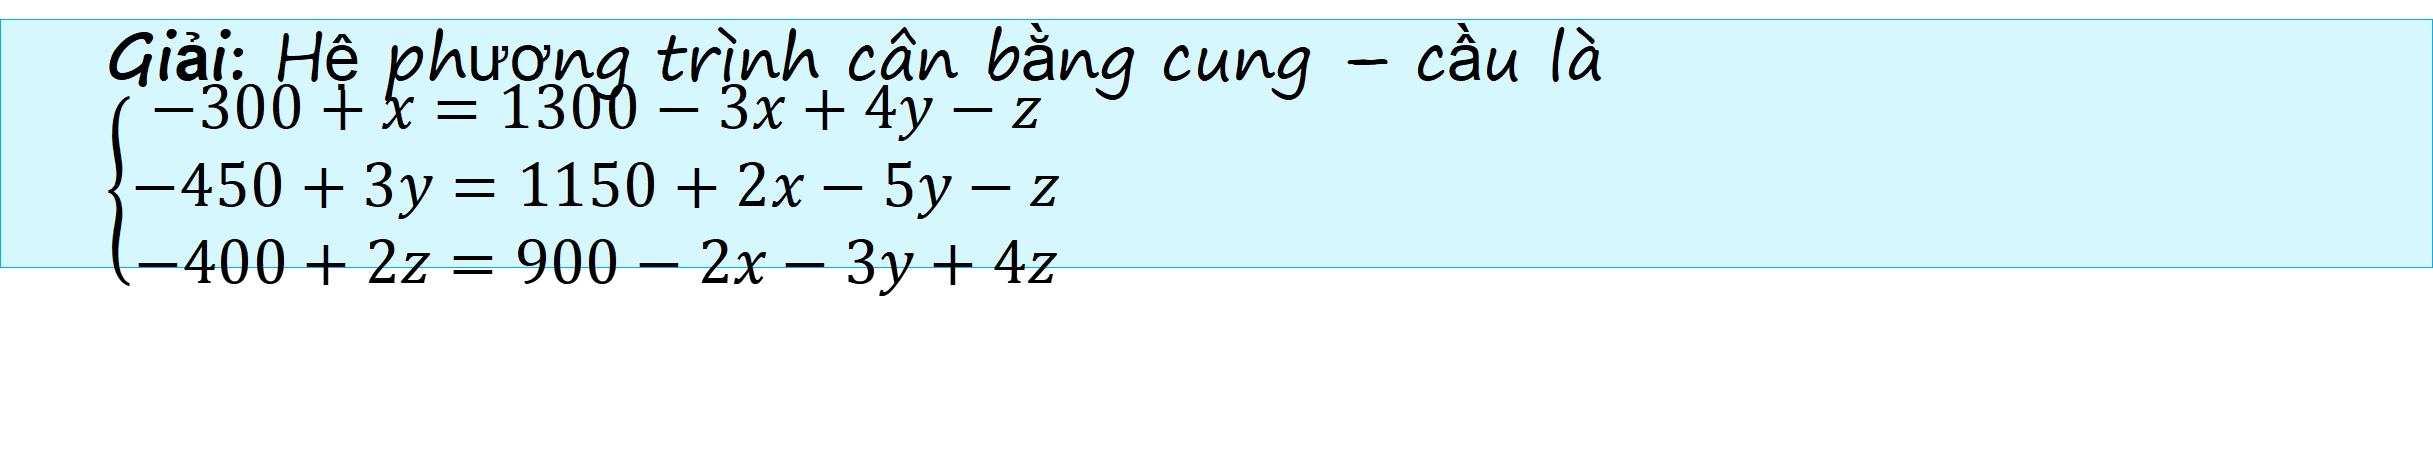 Giải: Hệ phương trình cân bằng cung – cầu là
−300 + x = 1300 − 3x + 4y − z
−450 + 3y = 1150 + 2x − 5y − z
−400 + 2z = 900 − 2x − 3y + 4z